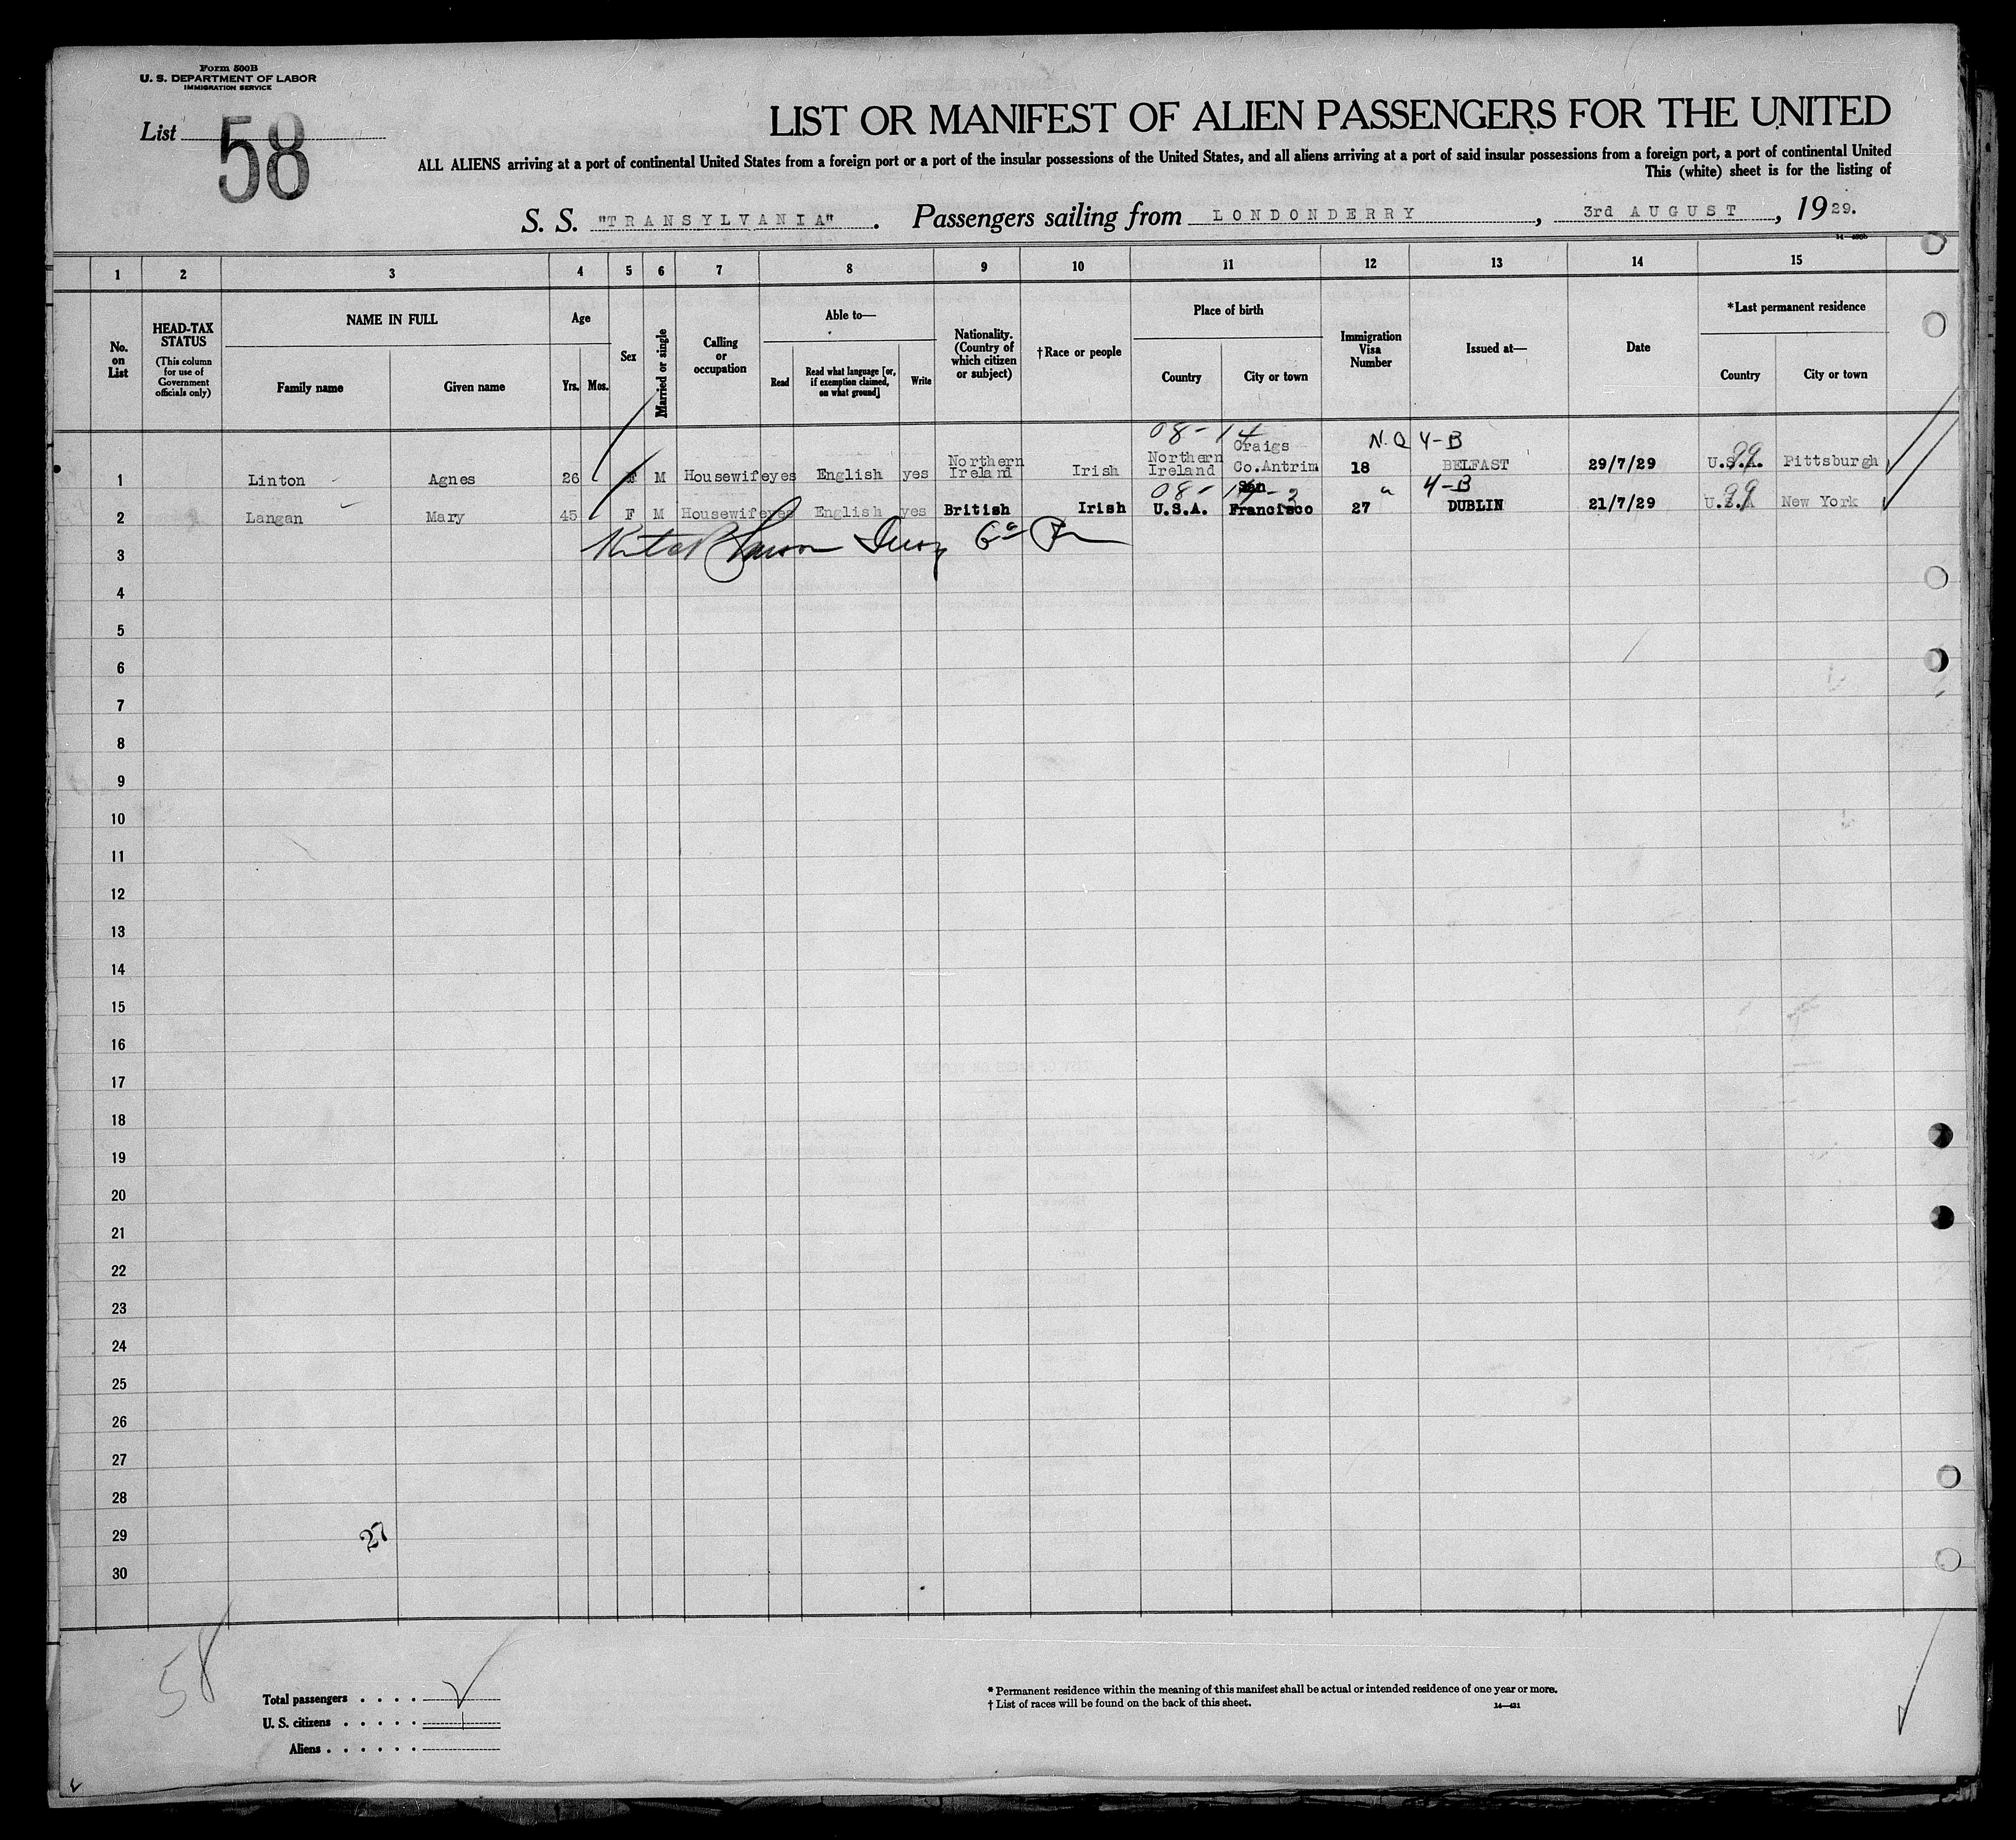 Form 500B
U. S. DEPARTMENT OF LABOR
IMMIGRATION SERVICE
List 58
LIST OR MANIFEST OF ALIEN PASSENGERS FOR THE UNITED
ALL ALIENS arriving at a port of continental United States from a foreign port or a port of the insular possessions of the United States, and all aliens arriving at a port of said insular possessions from a foreign port, a port of continental United
This (white) sheet is for the listing of
S. S. "TRANSYLVANIA". Passengers sailing from LONDONDERRY, 3rd AUGUST, 1929.
1 2 3 4 5 6 7 8 9 10 11 12 13 14 15
No. on List
HEAD-TAX STATUS (This column for use of Government officials only)
NAME IN FULL
Family name Given name
Age
Yrs. Mos.
Sex
Married or single
Calling or occupation
Able to—
Read Read what language [or, if exemption claimed, on what ground] Write
Nationality. (Country of which citizen or subject)
†Race or people
Place of birth
Country City or town
Immigration Visa Number
Issued at—
Date
*Last permanent residence
Country City or town
08-14 N.Q 4-B 99
1 Linton Agnes 26 F M Housewife yes English yes Northern Ireland Irish Northern Ireland Craigs Co.Antrim 18 BELFAST 29/7/29 U.S.A. Pittsburgh
08-14-2 " 4-B 99
2 Langan Mary 45 F M Housewife yes English yes British Irish U.S.A. San Francisco 27 DUBLIN 21/7/29 U.S.A New York
3
4
5
6
7
8
9
10
11
12
13
14
15
16
17
18
19
20
21
22
23
24
25
26
27
28
29 27
30
58
Total passengers
U. S. citizens
Aliens
* Permanent residence within the meaning of this manifest shall be actual or intended residence of one year or more.
† List of races will be found on the back of this sheet.
14—431